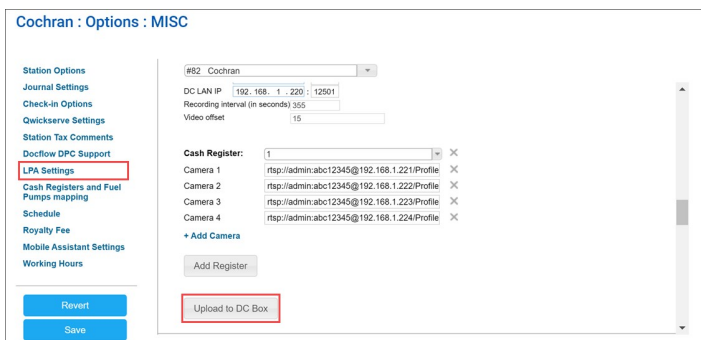 Cochran : Options : MISC
Station Options
Journal Settings
Check-in Options
Qwickserve Settings
Station Tax Comments
Docflow DPC Support
LPA Settings
Cash Registers and Fuel
Pumps mapping
Schedule
Royalty Fee
Mobile Assistant Settings
Working Hours
Revert
Save
#82 Cochran
DC LAN IP 192. 168. 1 . 220 : 12501
Recording interval (in seconds) 355
Video offset 15
Cash Register: 1
Camera 1 rtsp://admin:abc12345@192.168.1.221/Profile
Camera 2 rtsp://admin:abc12345@192.168.1.222/Profile
Camera 3 rtsp://admin:abc12345@192.168.1.223/Profile
Camera 4 rtsp://admin:abc12345@192.168.1.224/Profile
+ Add Camera
Add Register
Upload to DC Box